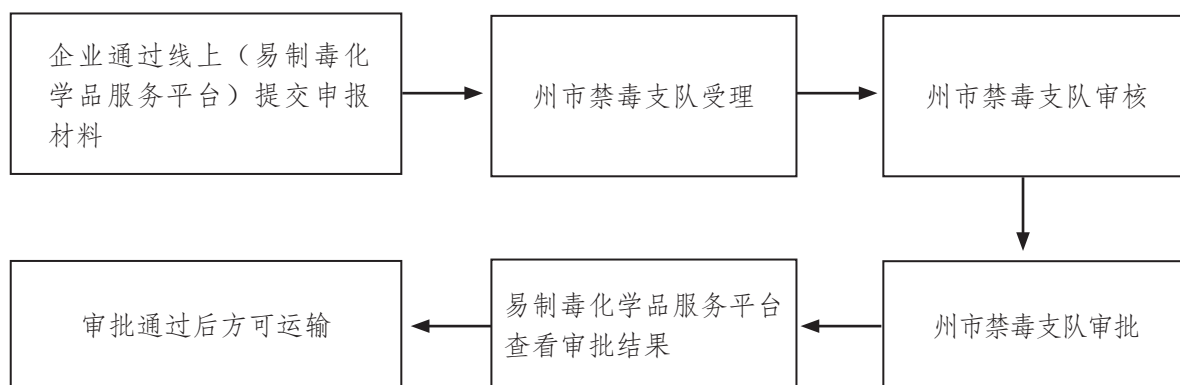 企业通过线上（易制毒化
学品服务平台）提交申报
材料
州市禁毒支队受理
州市禁毒支队审核
州市禁毒支队审批
易制毒化学品服务平台
查看审批结果
审批通过后方可运输